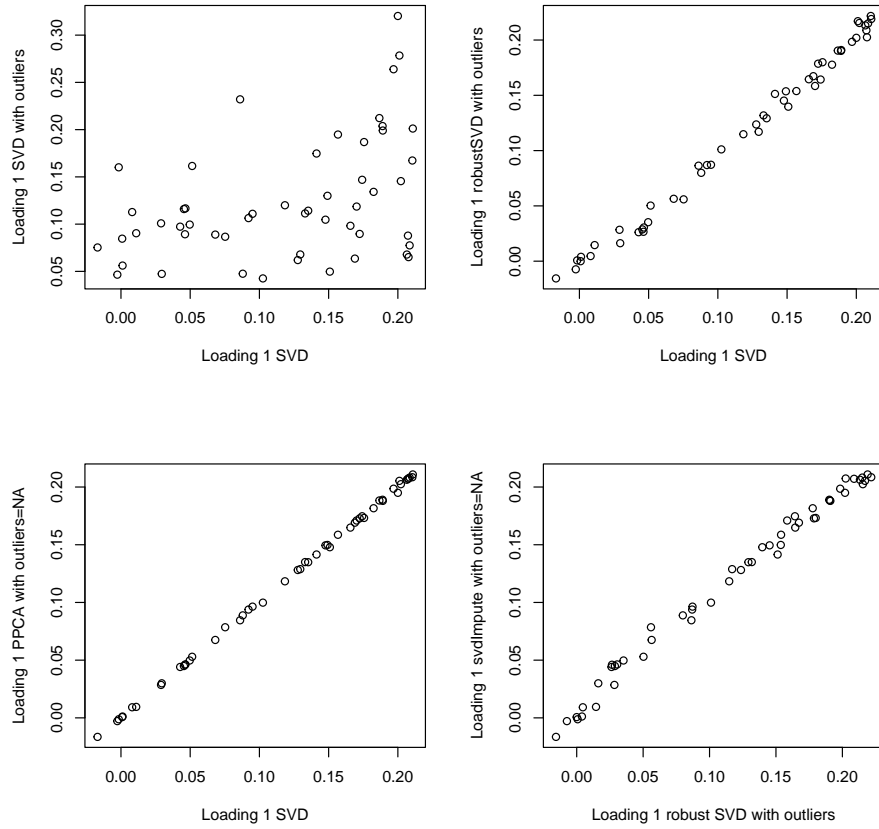 Loading 1 SVD with outliers
0.30
0.25
0.20
0.15
0.10
0.05
0.00 0.05 0.10 0.15 0.20
Loading 1 SVD
Loading 1 robustSVD with outliers
0.20
0.15
0.10
0.05
0.00
0.00 0.05 0.10 0.15 0.20
Loading 1 SVD
Loading 1 PPCA with outliers=NA
0.20
0.15
0.10
0.05
0.00
0.00 0.05 0.10 0.15 0.20
Loading 1 SVD
Loading 1 svdImpute with outliers=NA
0.20
0.15
0.10
0.05
0.00
0.00 0.05 0.10 0.15 0.20
Loading 1 robust SVD with outliers